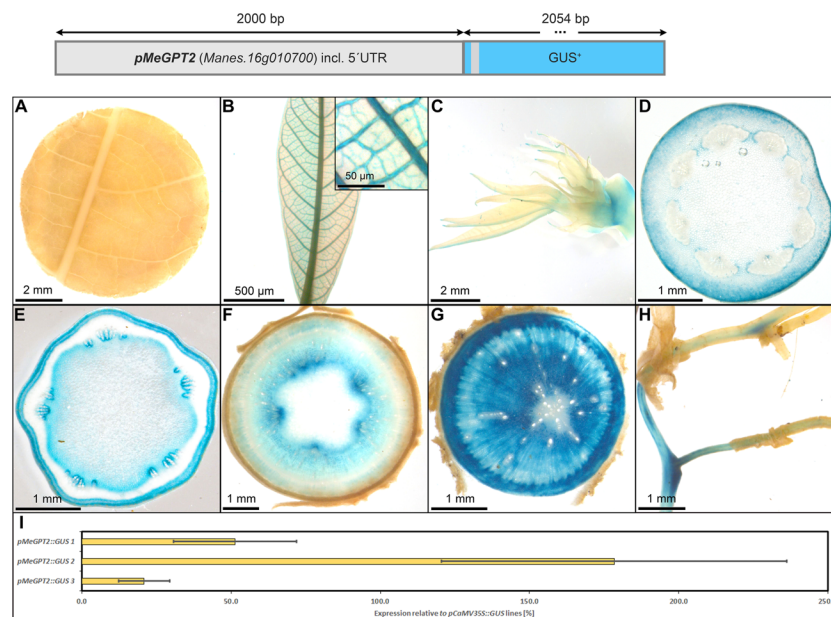 2000 bp 2054 bp
...
pMeGPT2 (Manes.16g010700) incl. 5´UTR GUS⁺
A B C D
50 µm
2 mm 500 µm 2 mm 1 mm
E F G H
1 mm 1 mm 1 mm 1 mm
I
pMeGPT2::GUS 1
pMeGPT2::GUS 2
pMeGPT2::GUS 3
0.0 50.0 100.0 150.0 200.0 250.0
Expression relative to pCaMV35S::GUS lines [%]